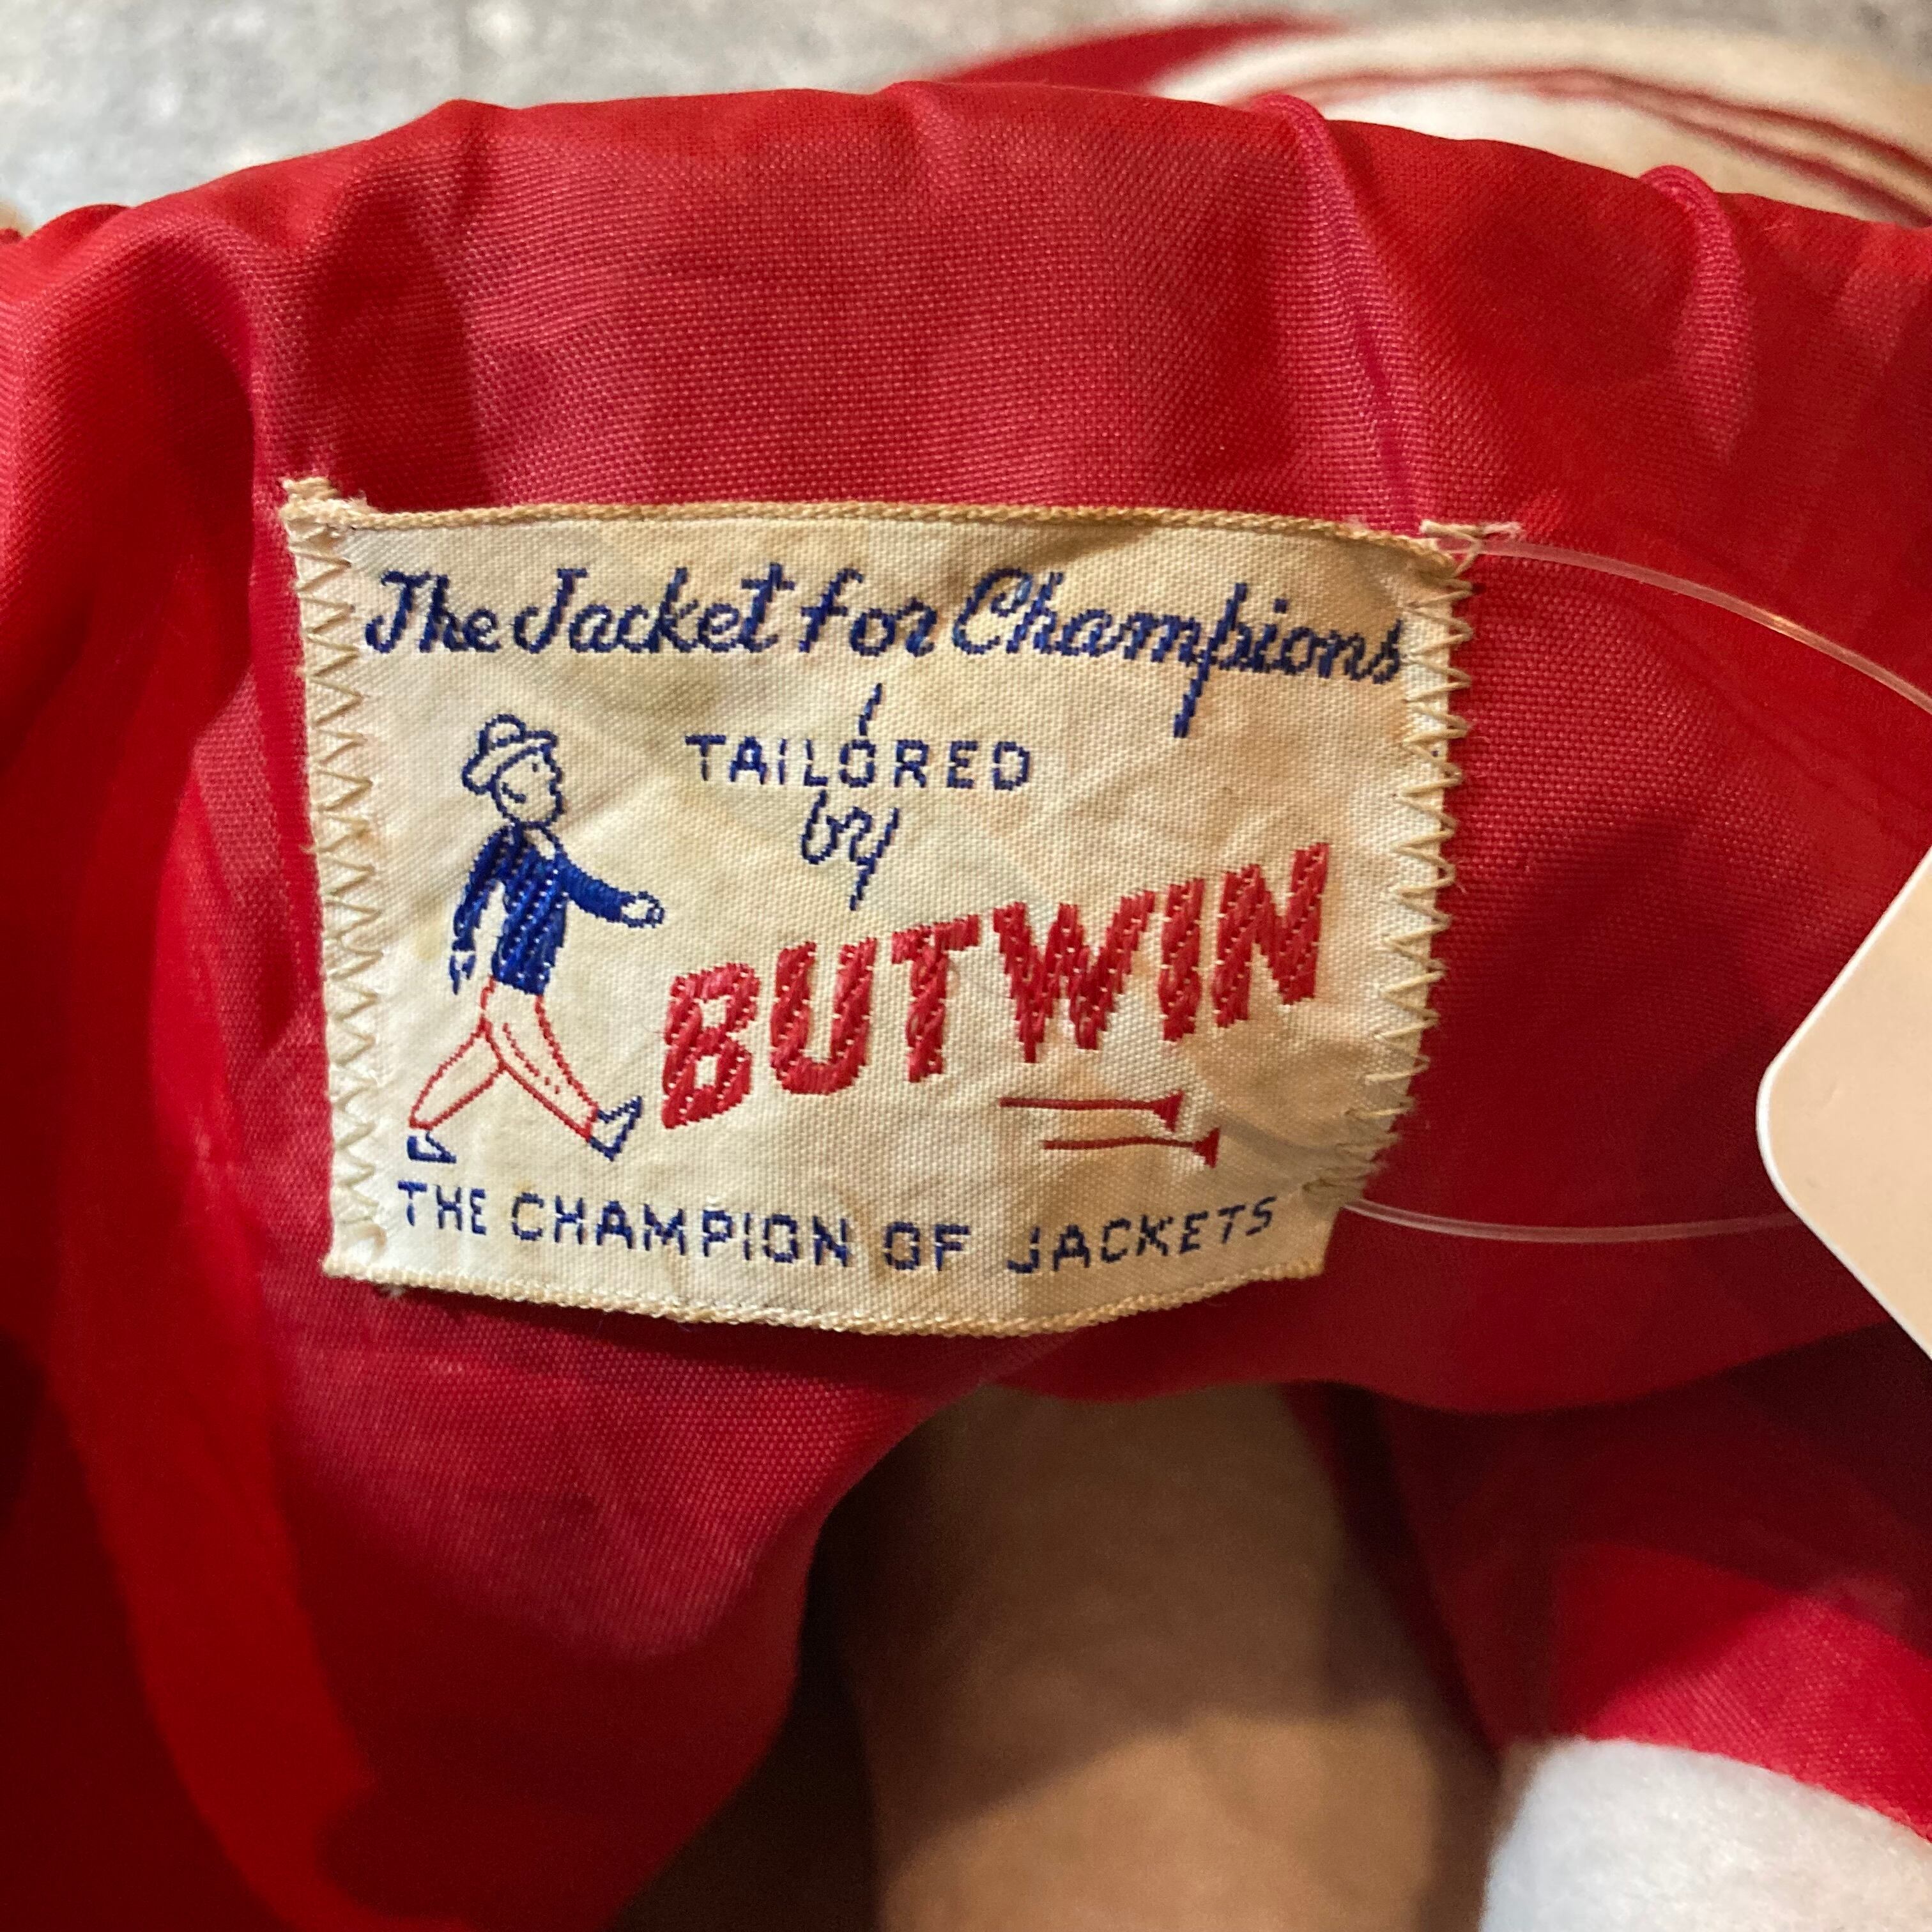 The Jacket for Champions
TAILORED
by
BUTWIN
THE CHAMPION OF JACKETS